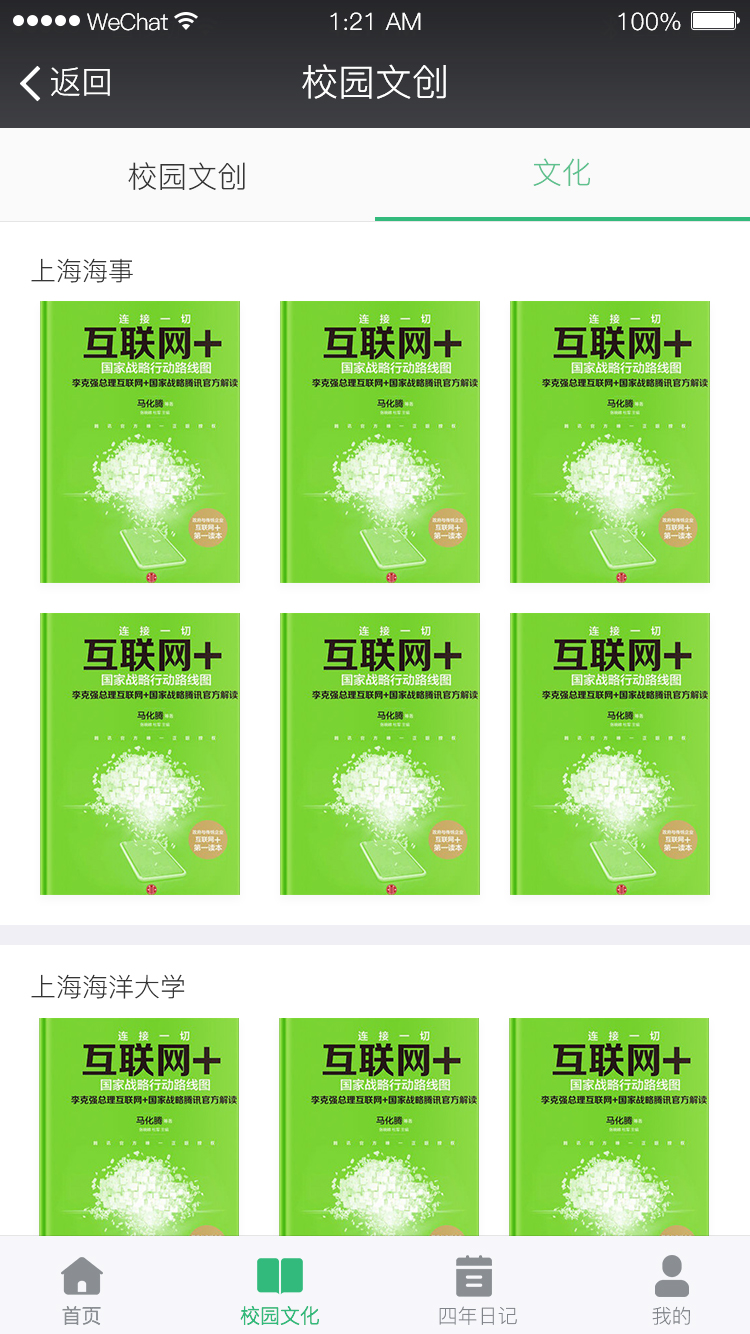 WeChat 1:21 AM 100%
返回 校园文创
校园文创 文化
上海海事
连接一切 连接一切 连接一切
互联网+ 互联网+ 互联网+
国家战略行动路线图 国家战略行动路线图 国家战略行动路线图
李克强总理互联网+国家战略腾讯官方解读 李克强总理互联网+国家战略腾讯官方解读 李克强总理互联网+国家战略腾讯官方解读
马化腾 马化腾 马化腾
互联网+ 互联网+ 互联网+
第一读本 第一读本 第一读本
连接一切 连接一切 连接一切
互联网+ 互联网+ 互联网+
国家战略行动路线图 国家战略行动路线图 国家战略行动路线图
李克强总理互联网+国家战略腾讯官方解读 李克强总理互联网+国家战略腾讯官方解读 李克强总理互联网+国家战略腾讯官方解读
马化腾 马化腾 马化腾
互联网+ 互联网+ 互联网+
第一读本 第一读本 第一读本
上海海洋大学
连接一切 连接一切 连接一切
互联网+ 互联网+ 互联网+
国家战略行动路线图 国家战略行动路线图 国家战略行动路线图
李克强总理互联网+国家战略腾讯官方解读 李克强总理互联网+国家战略腾讯官方解读 李克强总理互联网+国家战略腾讯官方解读
马化腾 马化腾 马化腾
首页 校园文化 四年日记 我的